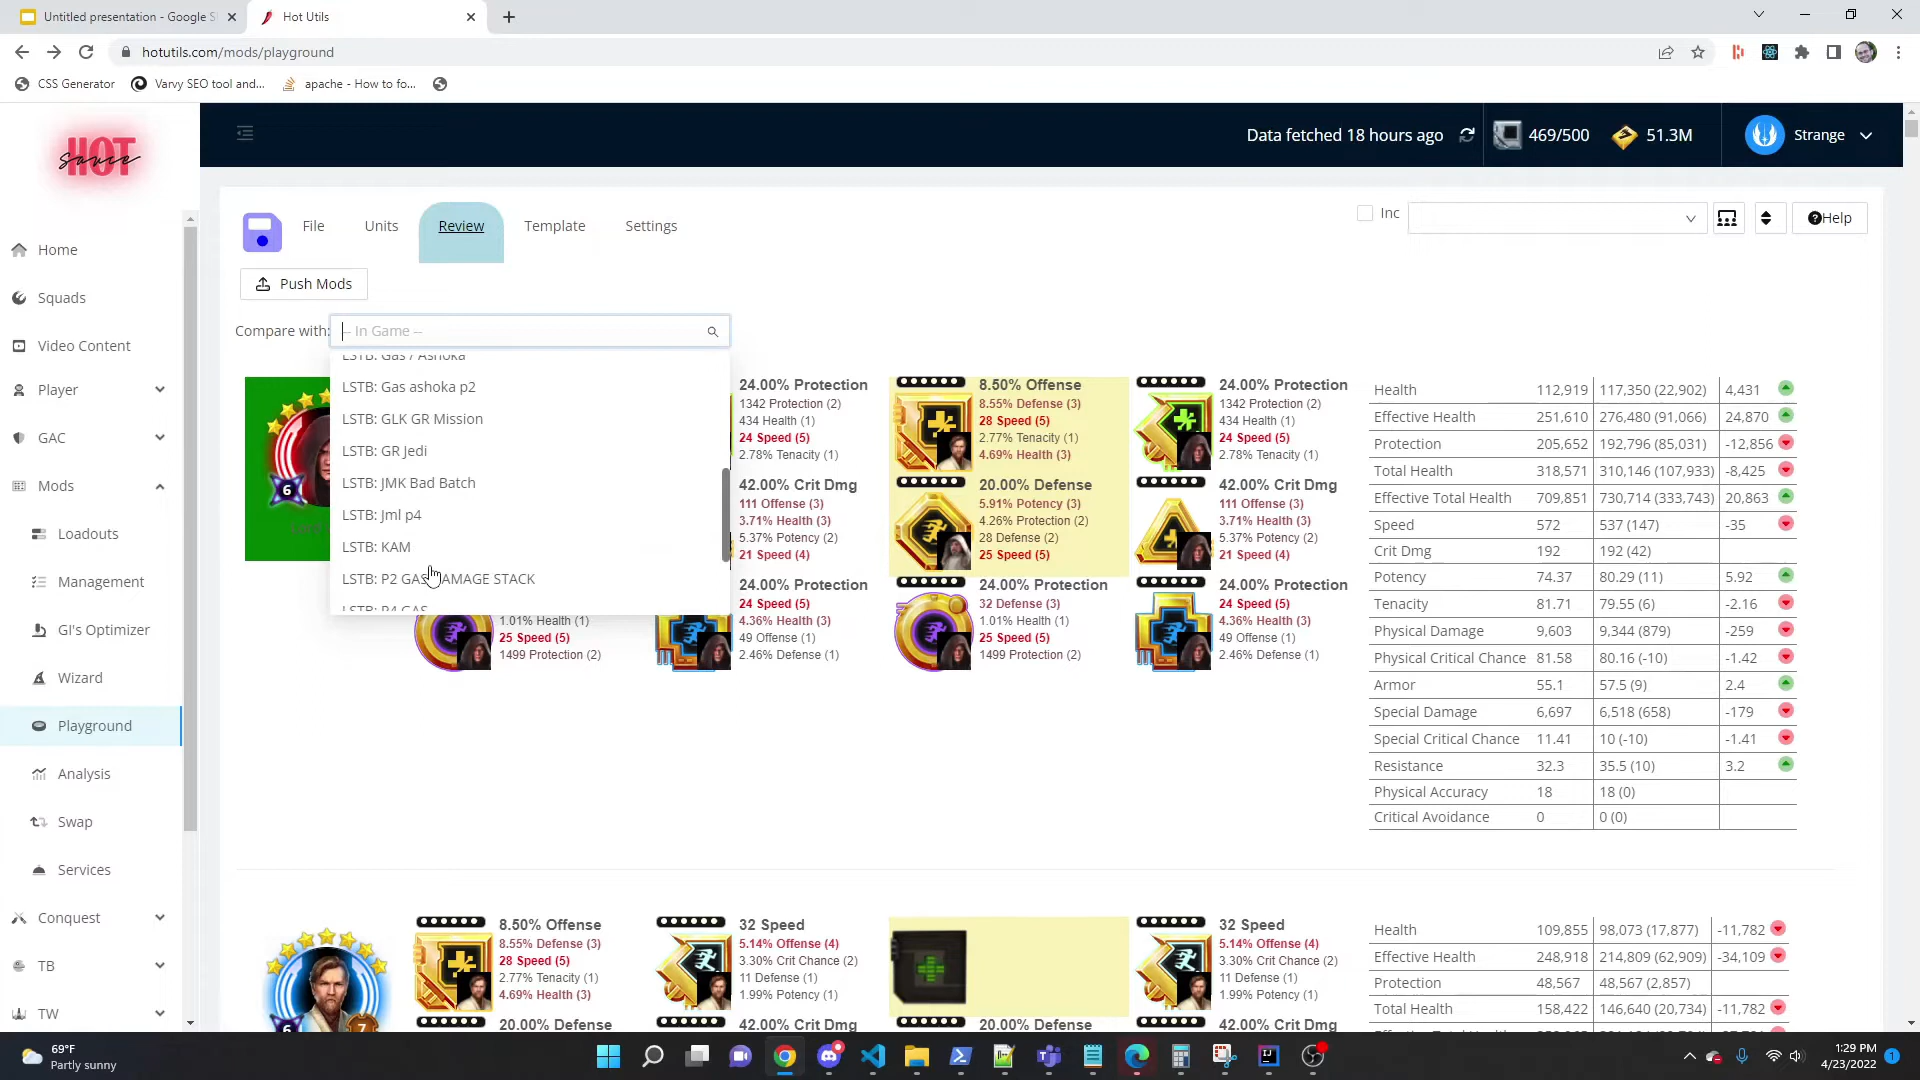 Untitled presentation - Google S
Hot Utils
hotutils.com/mods/playground
CSS Generator
Varvy SEO tool and...
apache - How to fo...
HOT
sauce
Data fetched 18 hours ago
469/500
51.3M
Strange
Home
Squads
Video Content
Player
GAC
Mods
Loadouts
Management
GI's Optimizer
Wizard
Playground
Analysis
Swap
Services
Conquest
TB
TW
File
Units
Review
Template
Settings
Inc
Help
Push Mods
Compare with:
-- In Game --
LSTB: Gas / Ashoka
LSTB: Gas ashoka p2
LSTB: GLK GR Mission
LSTB: GR Jedi
LSTB: JMK Bad Batch
LSTB: Jml p4
LSTB: KAM
LSTB: P2 GAS DAMAGE STACK
LSTB: P4 GAS
6
24.00% Protection
1342 Protection (2)
434 Health (1)
24 Speed (5)
2.78% Tenacity (1)
8.50% Offense
8.55% Defense (3)
28 Speed (5)
2.77% Tenacity (1)
4.69% Health (3)
24.00% Protection
1342 Protection (2)
434 Health (1)
24 Speed (5)
2.78% Tenacity (1)
42.00% Crit Dmg
111 Offense (3)
3.71% Health (3)
5.37% Potency (2)
21 Speed (4)
20.00% Defense
5.91% Potency (3)
4.26% Protection (2)
28 Defense (2)
25 Speed (5)
42.00% Crit Dmg
111 Offense (3)
3.71% Health (3)
5.37% Potency (2)
21 Speed (4)
1.01% Health (1)
25 Speed (5)
1499 Protection (2)
24.00% Protection
24 Speed (5)
4.36% Health (3)
49 Offense (1)
2.46% Defense (1)
24.00% Protection
32 Defense (3)
1.01% Health (1)
25 Speed (5)
1499 Protection (2)
24.00% Protection
24 Speed (5)
4.36% Health (3)
49 Offense (1)
2.46% Defense (1)
Health 112,919 117,350 (22,902) 4,431
Effective Health 251,610 276,480 (91,066) 24,870
Protection 205,652 192,796 (85,031) -12,856
Total Health 318,571 310,146 (107,933) -8,425
Effective Total Health 709,851 730,714 (333,743) 20,863
Speed 572 537 (147) -35
Crit Dmg 192 192 (42)
Potency 74.37 80.29 (11) 5.92
Tenacity 81.71 79.55 (6) -2.16
Physical Damage 9,603 9,344 (879) -259
Physical Critical Chance 81.58 80.16 (-10) -1.42
Armor 55.1 57.5 (9) 2.4
Special Damage 6,697 6,518 (658) -179
Special Critical Chance 11.41 10 (-10) -1.41
Resistance 32.3 35.5 (10) 3.2
Physical Accuracy 18 18 (0)
Critical Avoidance 0 0 (0)
6
7
8.50% Offense
8.55% Defense (3)
28 Speed (5)
2.77% Tenacity (1)
4.69% Health (3)
20.00% Defense
32 Speed
5.14% Offense (4)
3.30% Crit Chance (2)
11 Defense (1)
1.99% Potency (1)
42.00% Crit Dmg
20.00% Defense
32 Speed
5.14% Offense (4)
3.30% Crit Chance (2)
11 Defense (1)
1.99% Potency (1)
42.00% Crit Dmg
Health 109,855 98,073 (17,877) -11,782
Effective Health 248,918 214,809 (62,909) -34,109
Protection 48,567 48,567 (2,857)
Total Health 158,422 146,640 (20,734) -11,782
69°F
Partly sunny
1:29 PM
4/23/2022
1